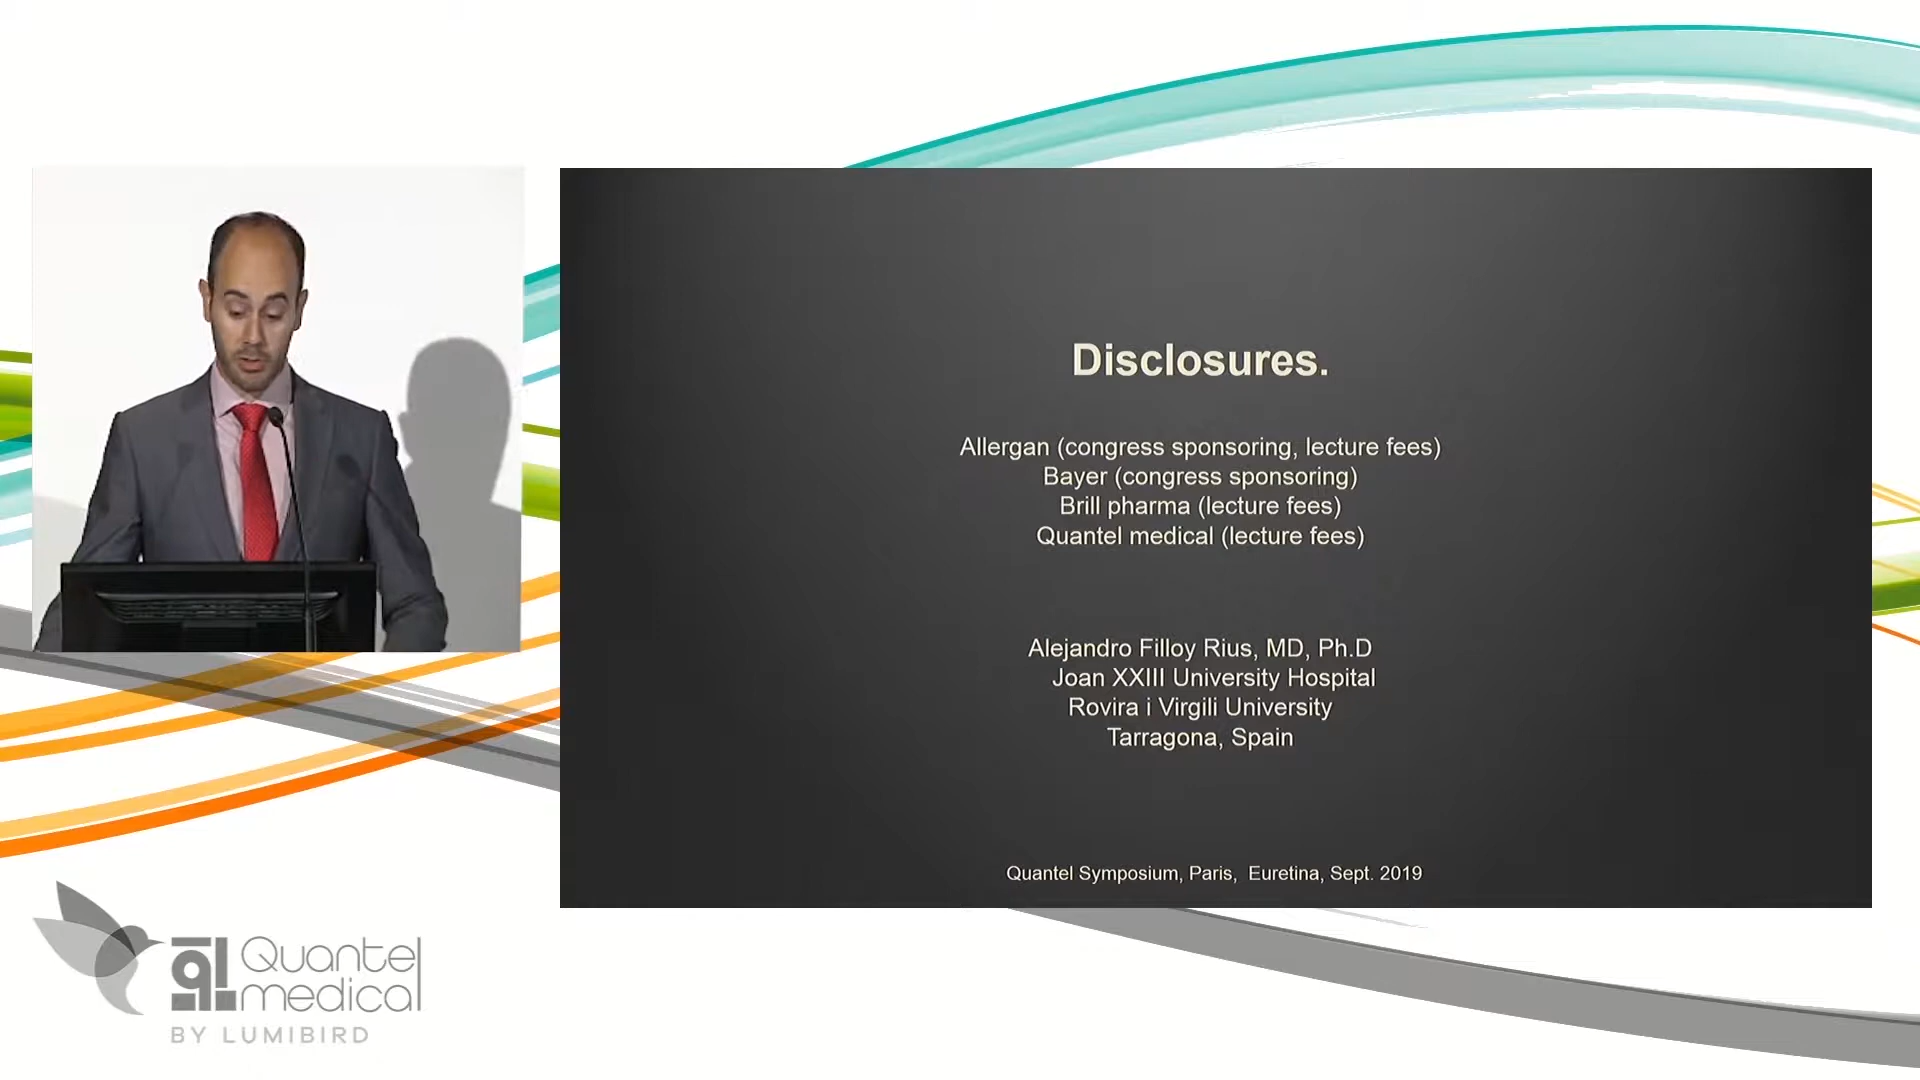 Disclosures.
Allergan (congress sponsoring, lecture fees)
Bayer (congress sponsoring)
Brill pharma (lecture fees)
Quantel medical (lecture fees)
Alejandro Filloy Rius, MD, Ph.D
Joan XXIII University Hospital
Rovira i Virgili University
Tarragona, Spain
Quantel Symposium, Paris, Euretina, Sept. 2019
Quantel
medical
BY LUMIBIRD